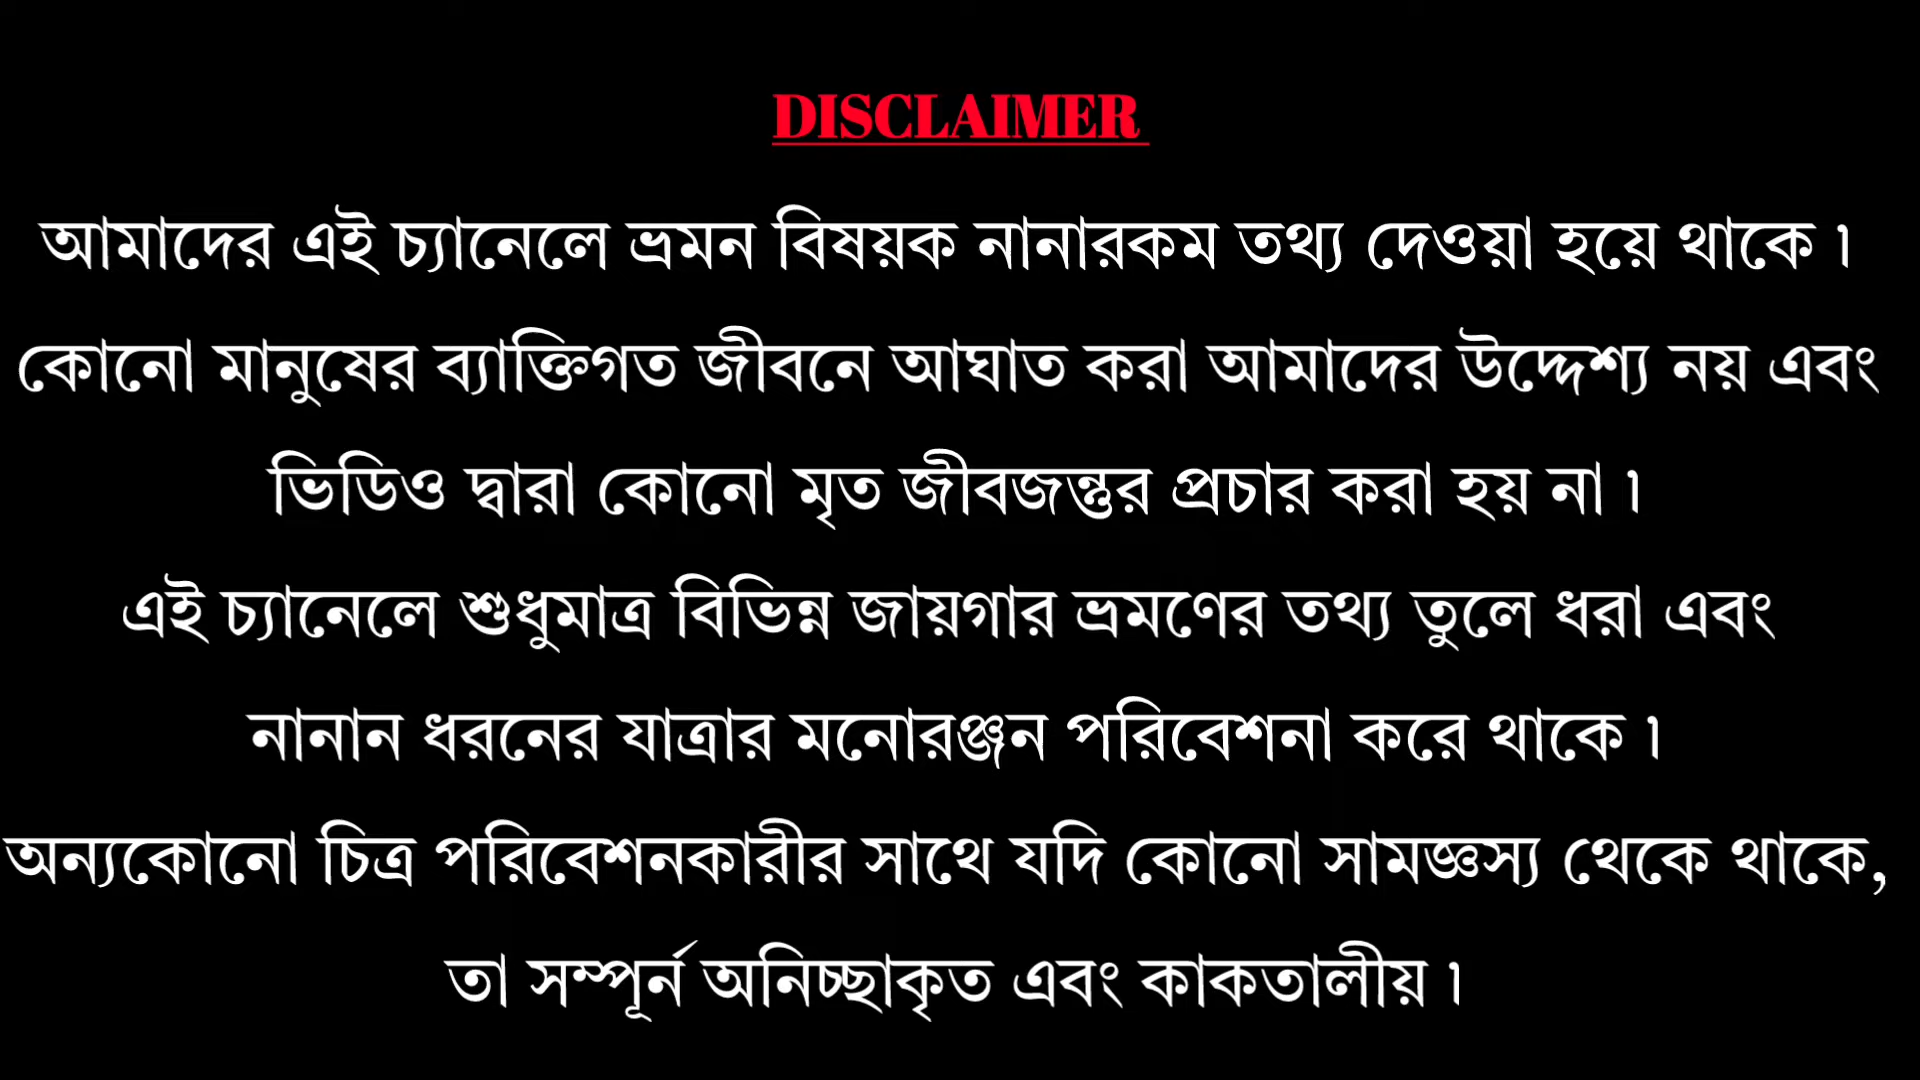 DISCLAIMER
আমাদের এই চ্যানেলে ভ্রমন বিষয়ক নানারকম তথ্য দেওয়া হয়ে থাকে ।
কোনো মানুষের ব্যাক্তিগত জীবনে আঘাত করা আমাদের উদ্দেশ্য নয় এবং
ভিডিও দ্বারা কোনো মৃত জীবজন্তুর প্রচার করা হয় না ।
এই চ্যানেলে শুধুমাত্র বিভিন্ন জায়গার ভ্রমণের তথ্য তুলে ধরা এবং
নানান ধরনের যাত্রার মনোরঞ্জন পরিবেশনা করে থাকে ।
অন্যকোনো চিত্র পরিবেশনকারীর সাথে যদি কোনো সামজ্ঞস্য থেকে থাকে,
তা সম্পূর্ন অনিচ্ছাকৃত এবং কাকতালীয় ।